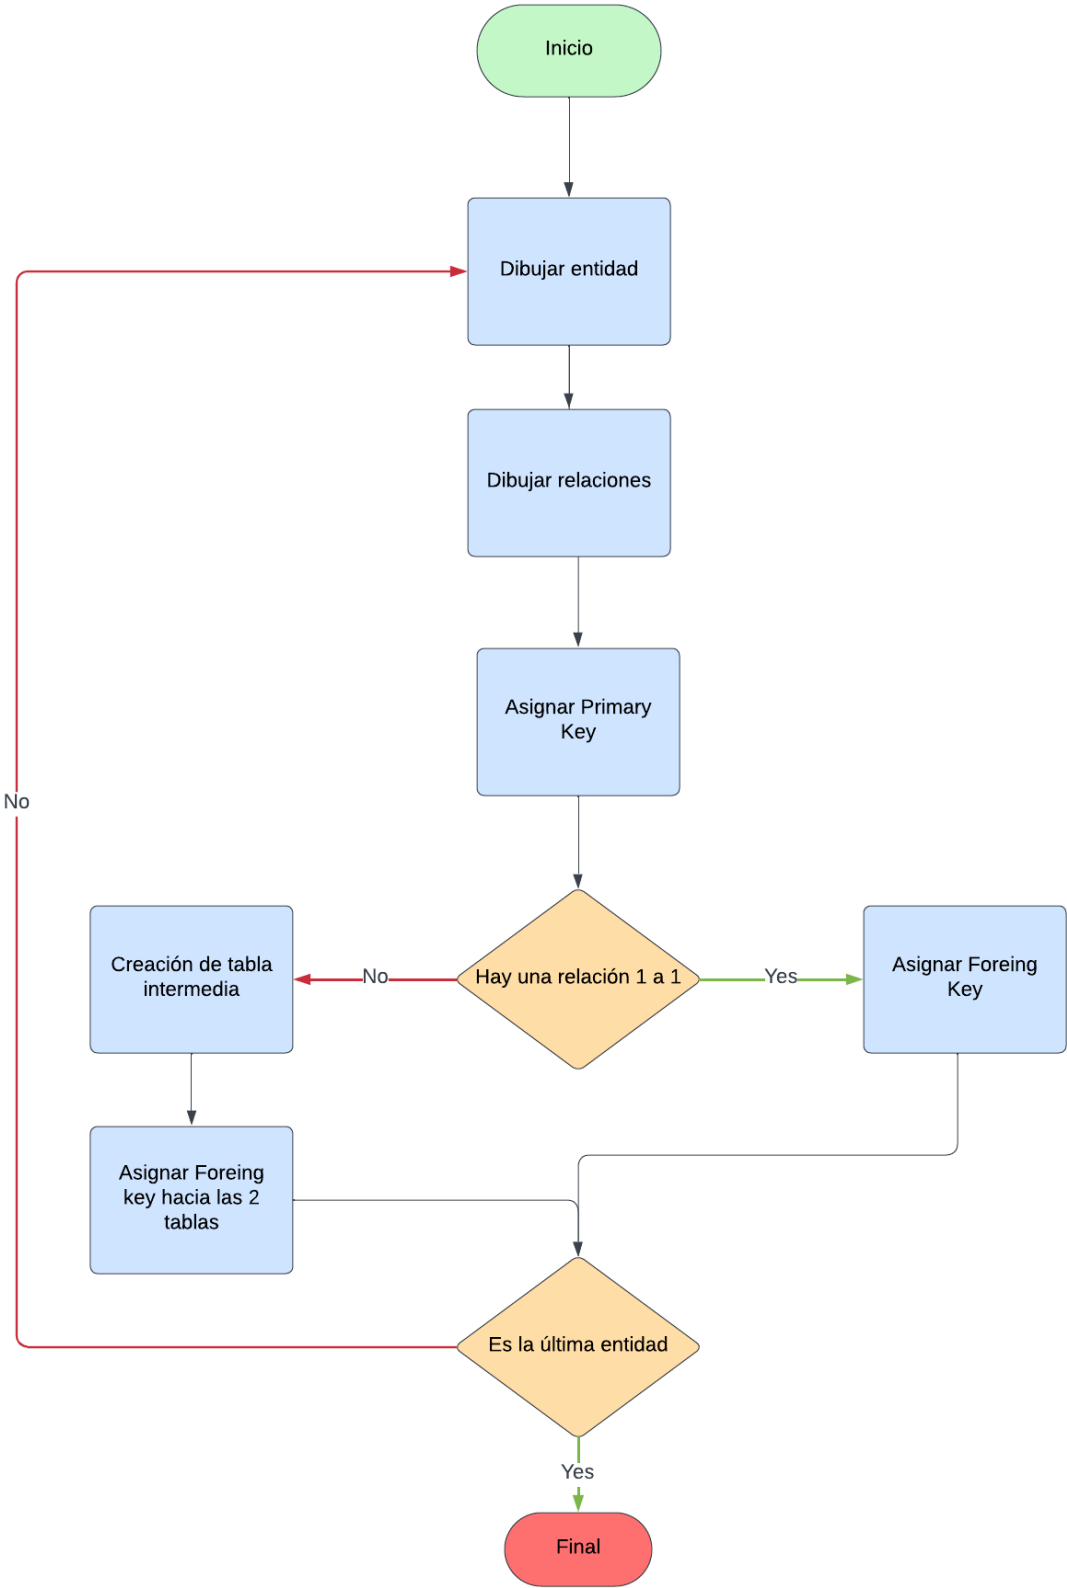 Inicio
Dibujar entidad
Dibujar relaciones
Asignar Primary
Key
No
Creación de tabla
intermedia
No
Hay una relación 1 a 1
Yes
Asignar Foreing
Key
Asignar Foreing
key hacia las 2
tablas
Es la última entidad
Yes
Final